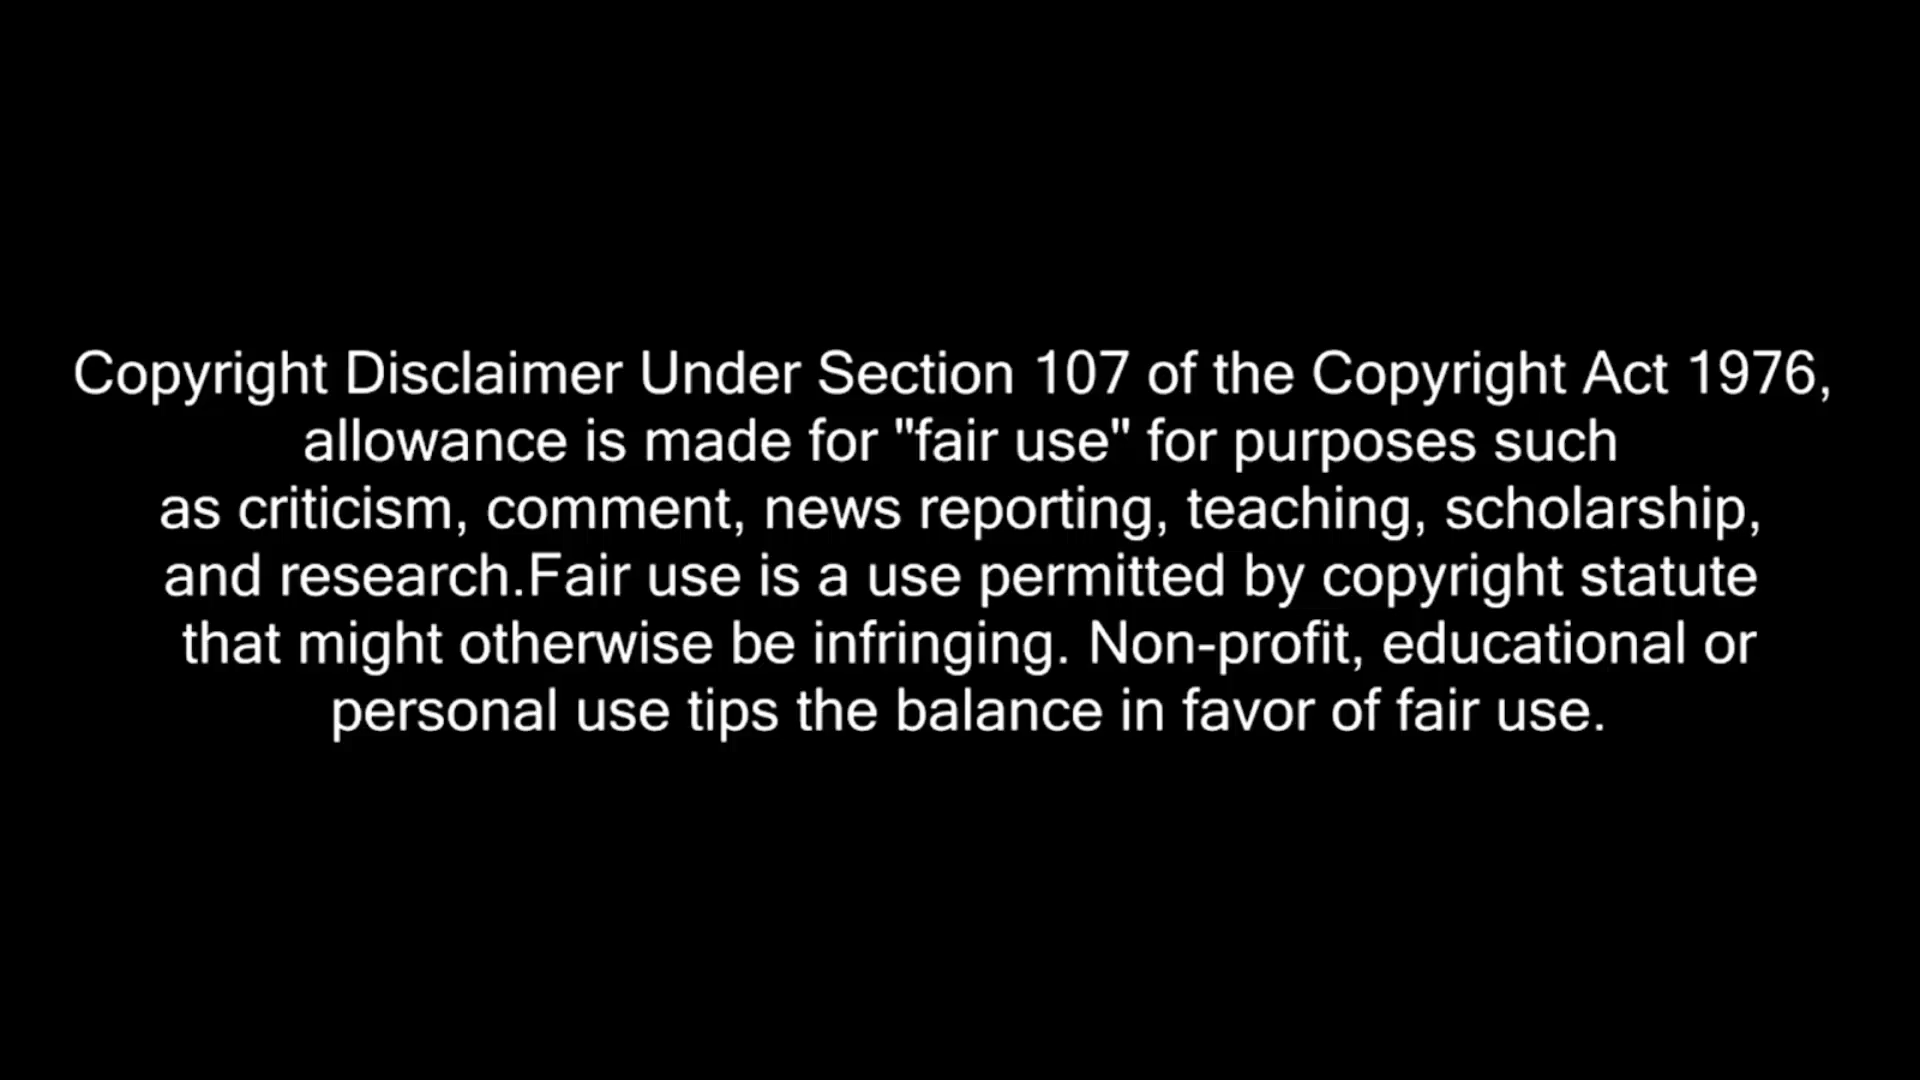 Copyright Disclaimer Under Section 107 of the Copyright Act 1976,
allowance is made for "fair use" for purposes such
as criticism, comment, news reporting, teaching, scholarship,
and research.Fair use is a use permitted by copyright statute
that might otherwise be infringing. Non-profit, educational or
personal use tips the balance in favor of fair use.